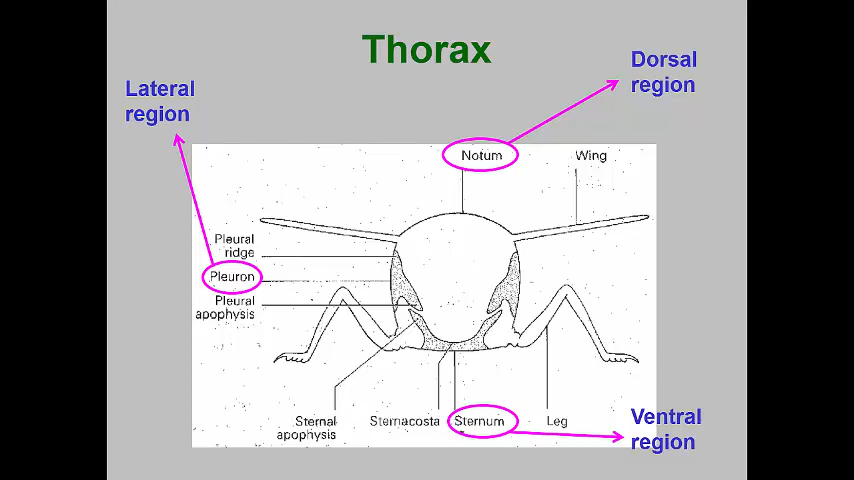 Thorax
Dorsal
region
Lateral
region
Notum
Wing
Pleural
ridge
Pleuron
Pleural
apophysis
Sternal
apophysis
Sternacosta
Sternum
Leg
Ventral
region